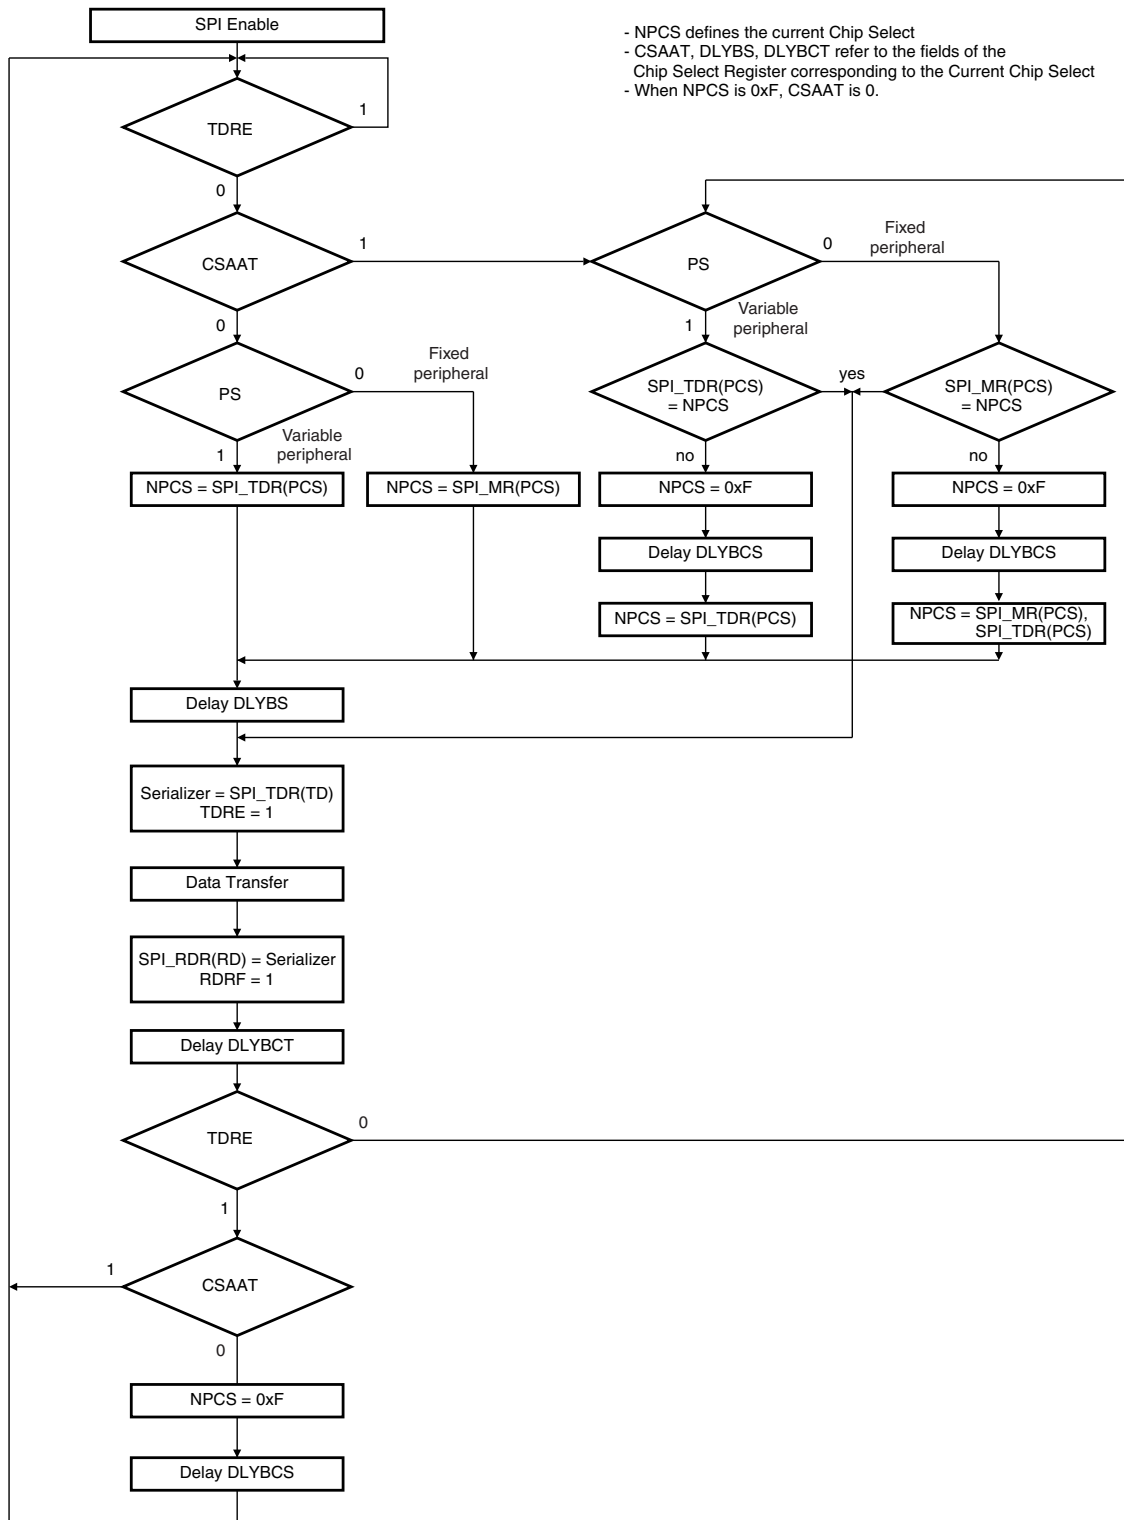 SPI Enable
- NPCS defines the current Chip Select
- CSAAT, DLYBS, DLYBCT refer to the fields of the
Chip Select Register corresponding to the Current Chip Select
- When NPCS is 0xF, CSAAT is 0.
TDRE
1
0
CSAAT
1
0
PS
0
Fixed
peripheral
1
Variable
peripheral
PS
0
Fixed
peripheral
1
Variable
peripheral
SPI_TDR(PCS)
= NPCS
yes
SPI_MR(PCS)
= NPCS
no
no
NPCS = SPI_TDR(PCS)
NPCS = SPI_MR(PCS)
NPCS = 0xF
NPCS = 0xF
Delay DLYBCS
Delay DLYBCS
NPCS = SPI_TDR(PCS)
NPCS = SPI_MR(PCS),
SPI_TDR(PCS)
Delay DLYBS
Serializer = SPI_TDR(TD)
TDRE = 1
Data Transfer
SPI_RDR(RD) = Serializer
RDRF = 1
Delay DLYBCT
TDRE
0
1
CSAAT
1
0
NPCS = 0xF
Delay DLYBCS